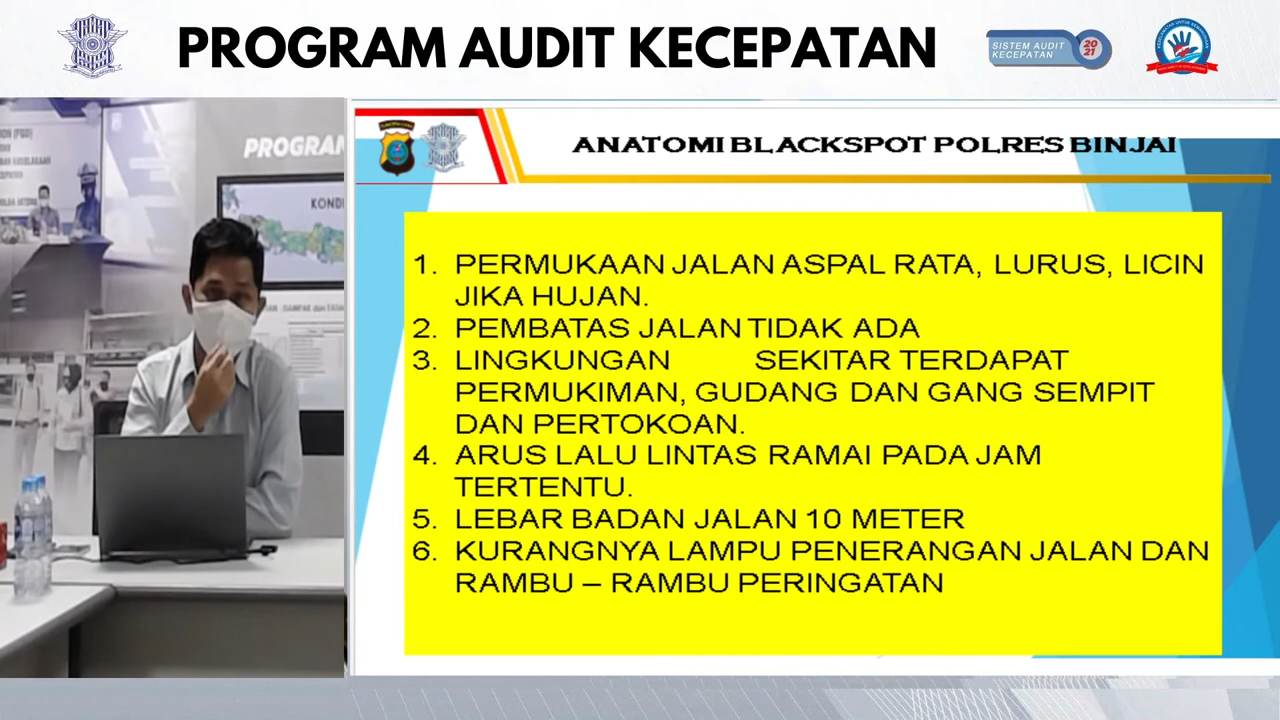 PROGRAM AUDIT KECEPATAN
SISTEM AUDIT
KECEPATAN
20
21
PROGRAM
KONDI
ANATOMI BLACKSPOT POLRES BINJAI
1. PERMUKAAN JALAN ASPAL RATA, LURUS, LICIN
JIKA HUJAN.
2. PEMBATAS JALAN TIDAK ADA
3. LINGKUNGAN SEKITAR TERDAPAT
PERMUKIMAN, GUDANG DAN GANG SEMPIT
DAN PERTOKOAN.
4. ARUS LALU LINTAS RAMAI PADA JAM
TERTENTU.
5. LEBAR BADAN JALAN 10 METER
6. KURANGNYA LAMPU PENERANGAN JALAN DAN
RAMBU – RAMBU PERINGATAN